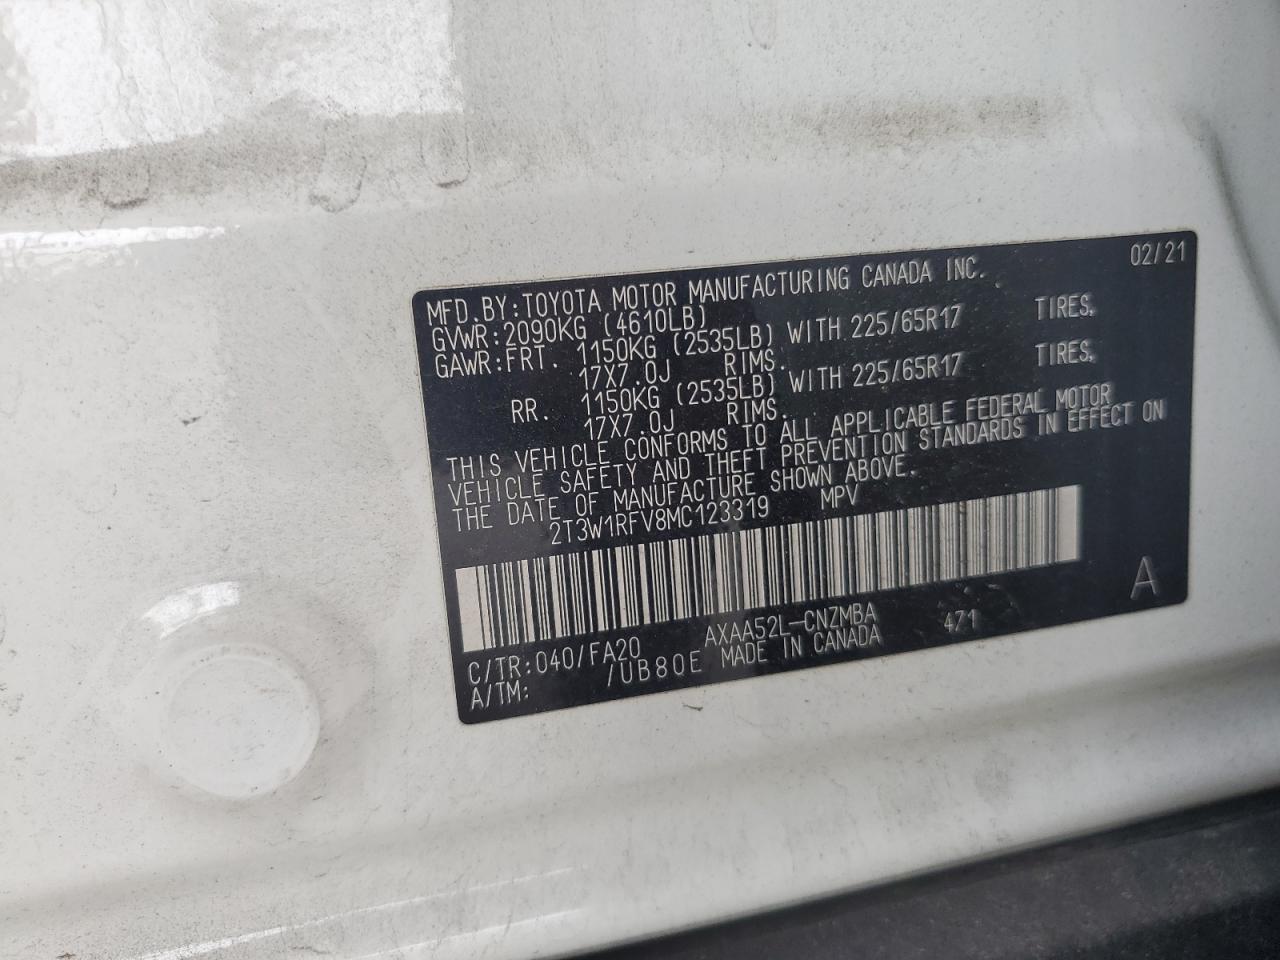 MFD.BY:TOYOTA MOTOR MANUFACTURING CANADA INC. 02/21
GVWR:2090KG (4610LB)
GAWR:FRT. 1150KG (2535LB) WITH 225/65R17 TIRES,
17X7.0J RIMS.
RR. 1150KG (2535LB) WITH 225/65R17 TIRES,
17X7.0J RIMS.
THIS VEHICLE CONFORMS TO ALL APPLICABLE FEDERAL MOTOR
VEHICLE SAFETY AND THEFT PREVENTION STANDARDS IN EFFECT ON
THE DATE OF MANUFACTURE SHOWN ABOVE.
2T3W1RFV8MC123319 MPV
C/TR:040/FA20 AXAA52L-CNZMBA 471 A
A/TM: /UB80E MADE IN CANADA